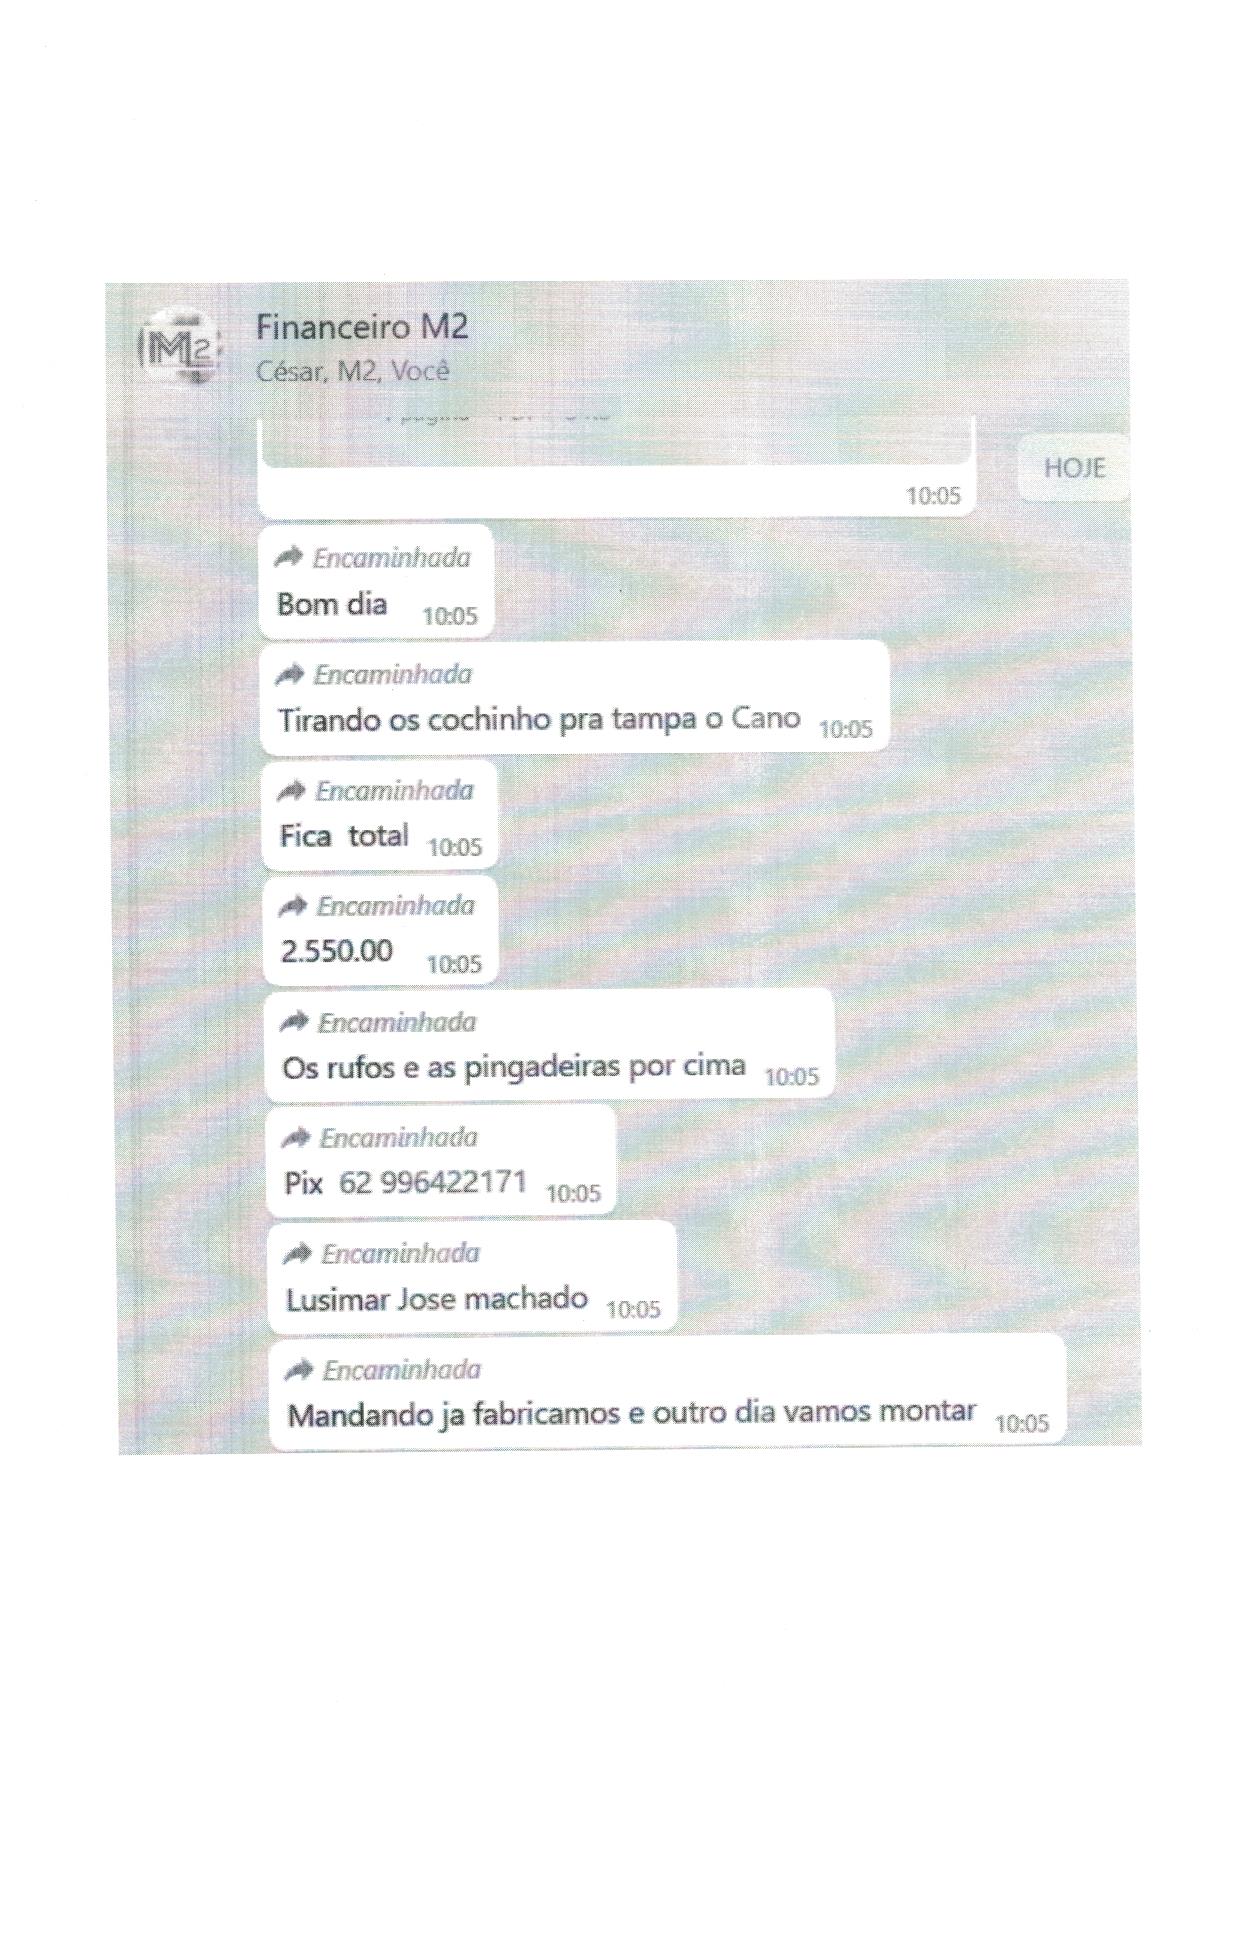 M2
Financeiro M2
César, M2, Você
10:05
HOJE
Encaminhada
Bom dia 10:05
Encaminhada
Tirando os cochinho pra tampa o Cano 10:05
Encaminhada
Fica total 10:05
Encaminhada
2.550.00 10:05
Encaminhada
Os rufos e as pingadeiras por cima 10:05
Encaminhada
Pix 62 996422171 10:05
Encaminhada
Lusimar Jose machado 10:05
Encaminhada
Mandando ja fabricamos e outro dia vamos montar 10:05